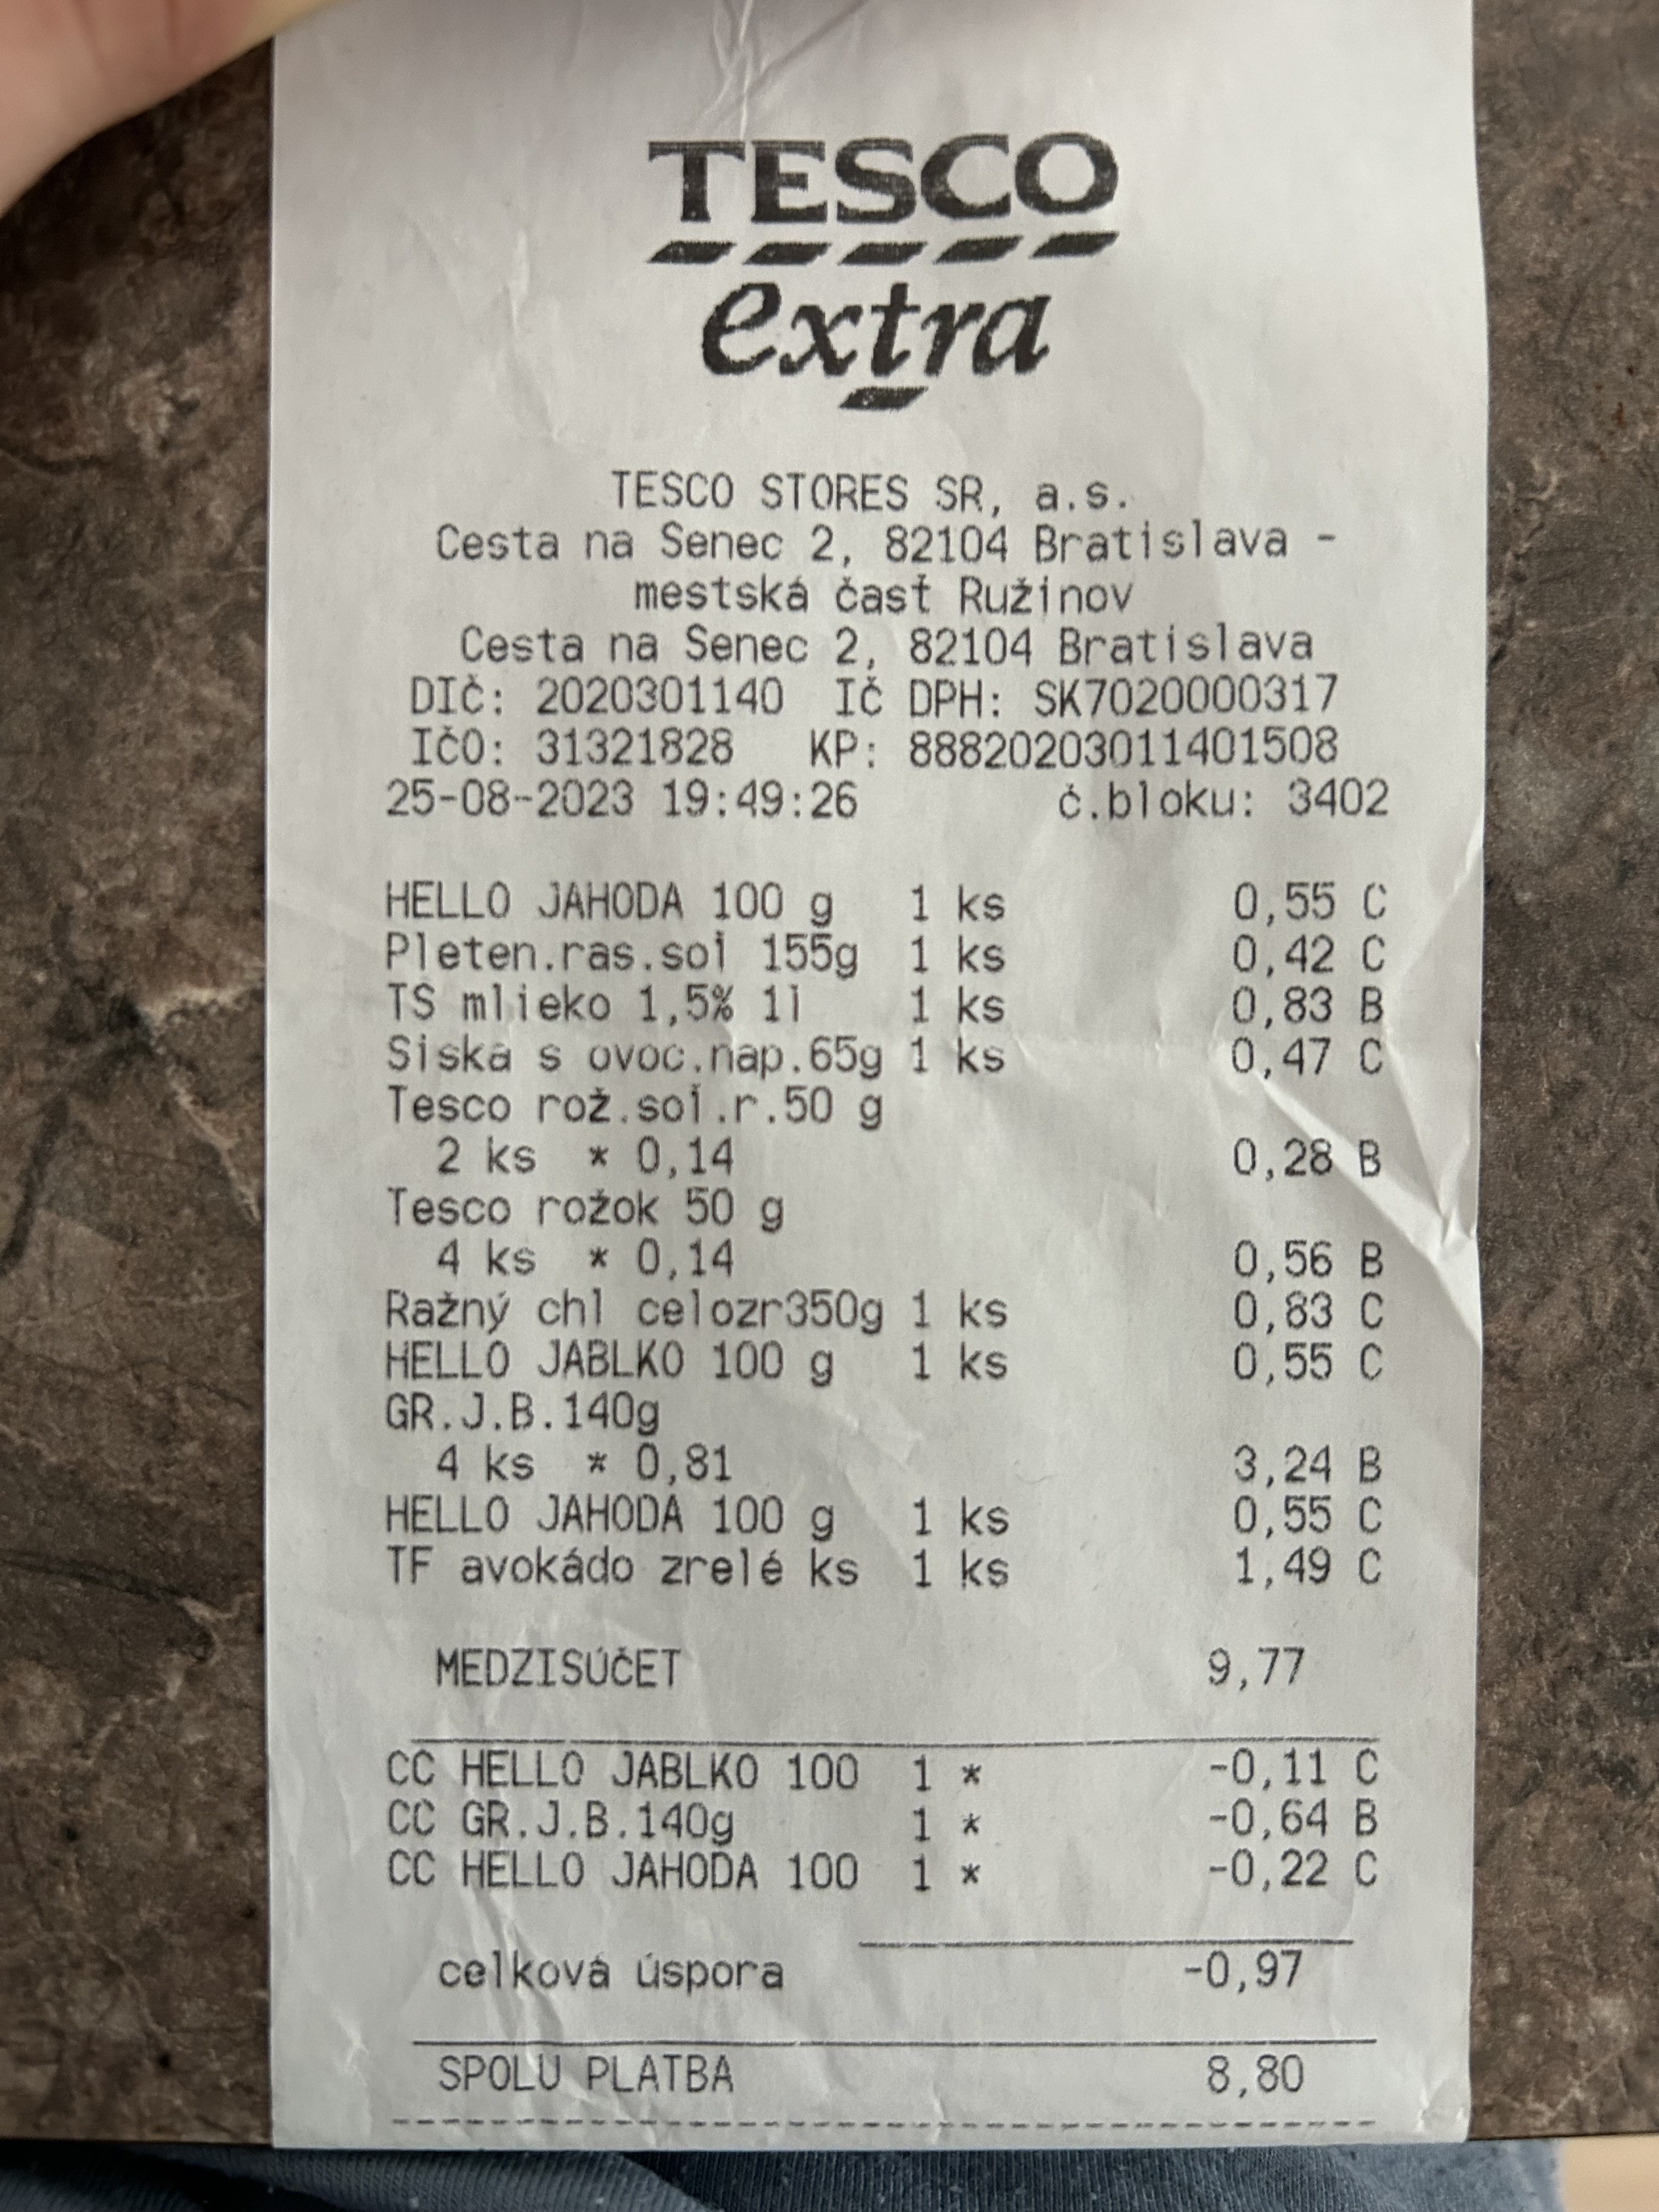 TESCO
extra
TESCO STORES SR, a.s.
Cesta na Senec 2, 82104 Bratislava -
mestská časť Ružinov
Cesta na Senec 2, 82104 Bratislava
DIČ: 2020301140 IČ DPH: SK7020000317
IČO: 31321828 KP: 88820203011401508
25-08-2023 19:49:26 č.bloku: 3402
HELLO JAHODA 100 g 1 ks 0,55 C
Pleten.ras.soľ 155g 1 ks 0,42 C
TS mlieko 1,5% 1l 1 ks 0,83 B
Siska s ovoc.nap.65g 1 ks 0,47 C
Tesco rož.soľ.r.50 g
2 ks * 0,14 0,28 B
Tesco rožok 50 g
4 ks * 0,14 0,56 B
Ražný chl celozr350g 1 ks 0,83 C
HELLO JABLKO 100 g 1 ks 0,55 C
GR.J.B.140g
4 ks * 0,81 3,24 B
HELLO JAHODA 100 g 1 ks 0,55 C
TF avokádo zrelé ks 1 ks 1,49 C
MEDZISÚČET 9,77
CC HELLO JABLKO 100 1 * -0,11 C
CC GR.J.B.140g 1 * -0,64 B
CC HELLO JAHODA 100 1 * -0,22 C
celková úspora -0,97
SPOLU PLATBA 8,80